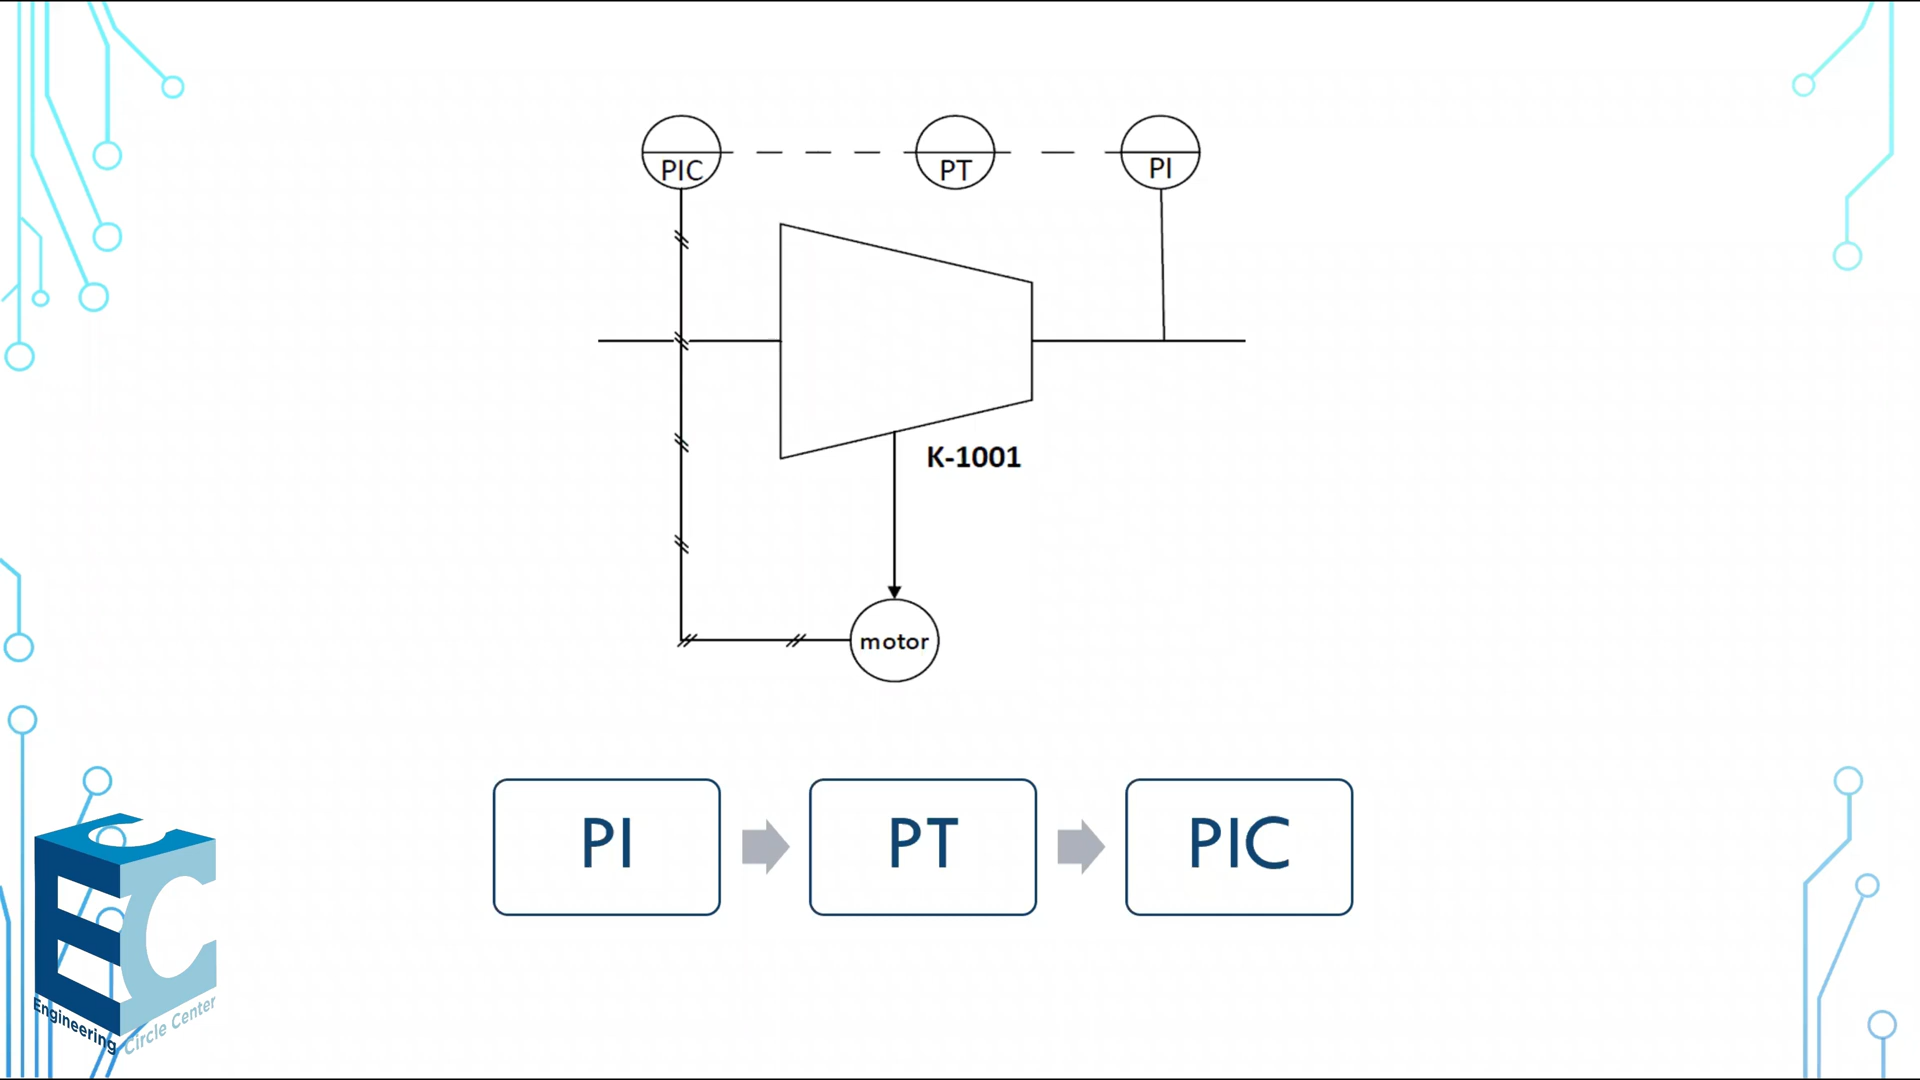 PIC
PT
PI
K-1001
motor
PI
PT
PIC
Engineering Circle Center